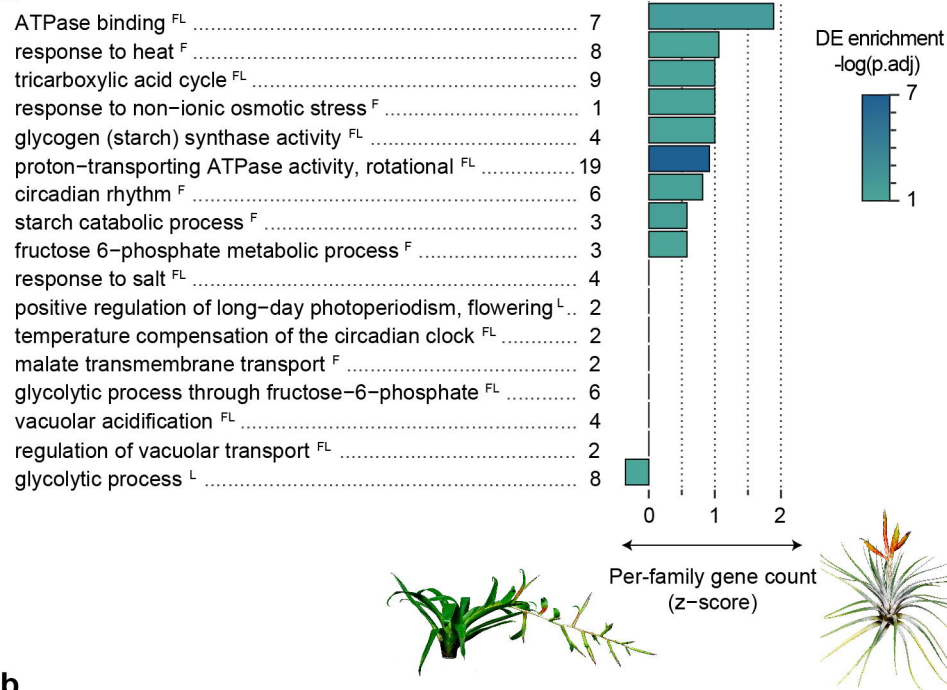 ATPase binding FL ........ 7
response to heat F ........ 8
tricarboxylic acid cycle FL ........ 9
response to non−ionic osmotic stress F ........ 1
glycogen (starch) synthase activity FL ........ 4
proton−transporting ATPase activity, rotational FL ........ 19
circadian rhythm F ........ 6
starch catabolic process F ........ 3
fructose 6−phosphate metabolic process F ........ 3
response to salt FL ........ 4
positive regulation of long−day photoperiodism, flowering L .. 2
temperature compensation of the circadian clock FL ........ 2
malate transmembrane transport F ........ 2
glycolytic process through fructose−6−phosphate FL ........ 6
vacuolar acidification FL ........ 4
regulation of vacuolar transport FL ........ 2
glycolytic process L ........ 8
0 1 2
Per-family gene count
(z−score)
DE enrichment
-log(p.adj)
7
1
b